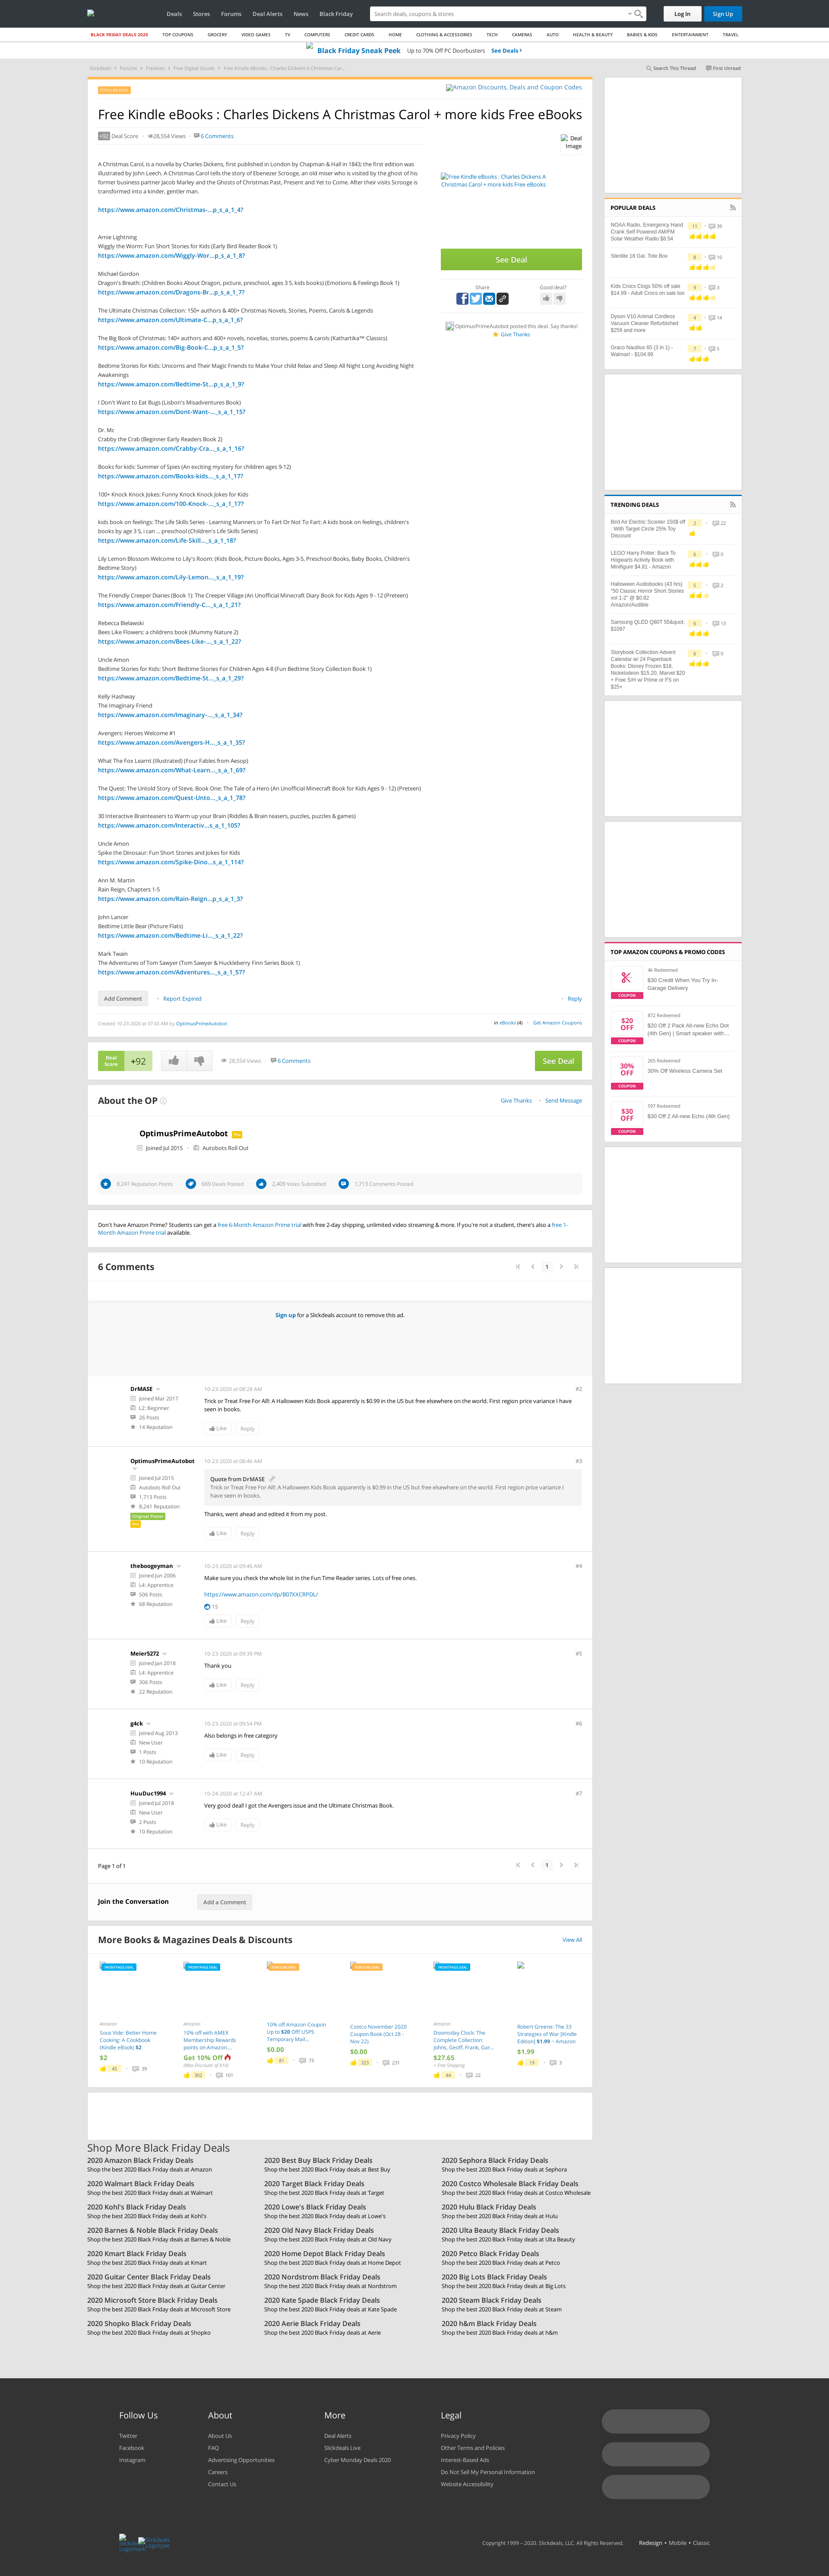 Deals
Stores
Forums
Deal Alerts
News
Black Friday
Search deals, coupons & stores
Log In
Sign Up
BLACK FRIDAY DEALS 2020
TOP COUPONS
GROCERY
VIDEO GAMES
TV
COMPUTERS
CREDIT CARDS
HOME
CLOTHING & ACCESSORIES
TECH
CAMERAS
AUTO
HEALTH & BEAUTY
BABIES & KIDS
ENTERTAINMENT
TRAVEL
Black Friday Sneak Peek Up to 70% Off PC Doorbusters See Deals
Slickdeals > Forums > Freebies > Free Digital Goods > Free Kindle eBooks : Charles Dickens A Christmas Car...
Search This Thread
First Unread
POPULAR DEAL
Amazon Discounts, Deals and Coupon Codes
Free Kindle eBooks : Charles Dickens A Christmas Carol + more kids Free eBooks
+92 Deal Score
28,554 Views
6 Comments
Deal Image
A Christmas Carol, is a novella by Charles Dickens, first published in London by Chapman & Hall in 1843; the first edition was
illustrated by John Leech. A Christmas Carol tells the story of Ebenezer Scrooge, an old miser who is visited by the ghost of his
former business partner Jacob Marley and the Ghosts of Christmas Past, Present and Yet to Come. After their visits Scrooge is
transformed into a kinder, gentler man.
https://www.amazon.com/Christmas-...p_s_a_1_4?
Arnie Lightning
Wiggly the Worm: Fun Short Stories for Kids (Early Bird Reader Book 1)
https://www.amazon.com/Wiggly-Wor...p_s_a_1_8?
Michael Gordon
Dragon's Breath: (Children Books About Dragon, picture, preschool, ages 3 5, kids books) (Emotions & Feelings Book 1)
https://www.amazon.com/Dragons-Br...p_s_a_1_7?
The Ultimate Christmas Collection: 150+ authors & 400+ Christmas Novels, Stories, Poems, Carols & Legends
https://www.amazon.com/Ultimate-C...p_s_a_1_6?
The Big Book of Christmas: 140+ authors and 400+ novels, novellas, stories, poems & carols (Kathartika™ Classics)
https://www.amazon.com/Big-Book-C...p_s_a_1_5?
Bedtime Stories for Kids: Unicorns and Their Magic Friends to Make Your child Relax and Sleep All Night Long Avoiding Night
Awakenings
https://www.amazon.com/Bedtime-St...p_s_a_1_9?
I Don't Want to Eat Bugs (Lisbon's Misadventures Book)
https://www.amazon.com/Dont-Want-..._s_a_1_15?
Dr. Mc
Crabby the Crab (Beginner Early Readers Book 2)
https://www.amazon.com/Crabby-Cra..._s_a_1_16?
Books for kids: Summer of Spies (An exciting mystery for children ages 9-12)
https://www.amazon.com/Books-kids..._s_a_1_17?
100+ Knock Knock Jokes: Funny Knock Knock Jokes for Kids
https://www.amazon.com/100-Knock-..._s_a_1_17?
kids book on feelings: The Life Skills Series - Learning Manners or To Fart Or Not To Fart: A kids book on feelings, children's
books by age 3 5, i can ... preschool (Children's Life Skills Series)
https://www.amazon.com/Life-Skill..._s_a_1_18?
Lily Lemon Blossom Welcome to Lily's Room: (Kids Book, Picture Books, Ages 3-5, Preschool Books, Baby Books, Children's
Bedtime Story)
https://www.amazon.com/Lily-Lemon..._s_a_1_19?
The Friendly Creeper Diaries (Book 1): The Creeper Village (An Unofficial Minecraft Diary Book for Kids Ages 9 - 12 (Preteen)
https://www.amazon.com/Friendly-C..._s_a_1_21?
Rebecca Bielawski
Bees Like Flowers; a childrens book (Mummy Nature 2)
https://www.amazon.com/Bees-Like-..._s_a_1_22?
Uncle Amon
Bedtime Stories for Kids: Short Bedtime Stories For Children Ages 4-8 (Fun Bedtime Story Collection Book 1)
https://www.amazon.com/Bedtime-St..._s_a_1_29?
Kelly Hashway
The Imaginary Friend
https://www.amazon.com/Imaginary-..._s_a_1_34?
Avengers: Heroes Welcome #1
https://www.amazon.com/Avengers-H..._s_a_1_35?
What The Fox Learnt (Illustrated) (Four Fables from Aesop)
https://www.amazon.com/What-Learn..._s_a_1_69?
The Quest: The Untold Story of Steve, Book One: The Tale of a Hero (An Unofficial Minecraft Book for Kids Ages 9 - 12) (Preteen)
https://www.amazon.com/Quest-Unto..._s_a_1_78?
30 Interactive Brainteasers to Warm up your Brain (Riddles & Brain teasers, puzzles, puzzles & games)
https://www.amazon.com/Interactiv...s_a_1_105?
Uncle Amon
Spike the Dinosaur: Fun Short Stories and Jokes for Kids
https://www.amazon.com/Spike-Dino...s_a_1_114?
Ann M. Martin
Rain Reign, Chapters 1-5
https://www.amazon.com/Rain-Reign...p_s_a_1_3?
John Lancer
Bedtime Little Bear (Picture Flats)
https://www.amazon.com/Bedtime-Li..._s_a_1_22?
Mark Twain
The Adventures of Tom Sawyer (Tom Sawyer & Huckleberry Finn Series Book 1)
https://www.amazon.com/Adventures..._s_a_1_57?
Free Kindle eBooks : Charles Dickens A
Christmas Carol + more kids Free eBooks
See Deal
Share
Good deal?
OptimusPrimeAutobot posted this deal. Say thanks!
Give Thanks
Add Comment
Report Expired
Reply
Created 10-23-2020 at 07:43 AM by OptimusPrimeAutobot
in eBooks (4)
Get Amazon Coupons
Deal Score
+92
28,554 Views
6 Comments
See Deal
About the OP
Give Thanks
Send Message
OptimusPrimeAutobot Pro
Joined Jul 2015
Autobots Roll Out
8,241 Reputation Points
669 Deals Posted
2,409 Votes Submitted
1,713 Comments Posted
Don't have Amazon Prime? Students can get a free 6-Month Amazon Prime trial with free 2-day shipping, unlimited video streaming & more. If you're not a student, there's also a free 1-
Month Amazon Prime trial available.
6 Comments
1
Sign up for a Slickdeals account to remove this ad.
DrMASE
Joined Mar 2017
L2: Beginner
26 Posts
14 Reputation
10-23-2020 at 08:28 AM
#2
Trick or Treat Free For All!: A Halloween Kids Book apparently is $0.99 in the US but free elsewhere on the world. First region price variance I have
seen in books.
Like
Reply
OptimusPrimeAutobot
Joined Jul 2015
Autobots Roll Out
1,713 Posts
8,241 Reputation
Original Poster
Pro
10-23-2020 at 08:46 AM
#3
Quote from DrMASE
Trick or Treat Free For All!: A Halloween Kids Book apparently is $0.99 in the US but free elsewhere on the world. First region price variance I
have seen in books.
Thanks, went ahead and edited it from my post.
Like
Reply
theboogeyman
Joined Jun 2006
L4: Apprentice
506 Posts
68 Reputation
10-23-2020 at 09:46 AM
#4
Make sure you check the whole list in the Fun Time Reader series. Lots of free ones.
https://www.amazon.com/dp/B07XXCRPDL/
15
Like
Reply
Meier5272
Joined Jan 2018
L4: Apprentice
306 Posts
22 Reputation
10-23-2020 at 09:39 PM
#5
Thank you
Like
Reply
g4ck
Joined Aug 2013
New User
1 Posts
10 Reputation
10-23-2020 at 09:54 PM
#6
Also belongs in free category
Like
Reply
HuuDuc1994
Joined Jul 2018
New User
2 Posts
10 Reputation
10-24-2020 at 12:47 AM
#7
Very good deal! I got the Avengers issue and the Ultimate Christmas Book.
Like
Reply
Page 1 of 1
1
Join the Conversation
Add a Comment
More Books & Magazines Deals & Discounts
View All
FRONTPAGE DEAL
Amazon
Sous Vide: Better Home
Cooking: A Cookbook
(Kindle eBook) $2
$2
45
39
FRONTPAGE DEAL
Amazon
10% off with AMEX
Membership Rewards
points on Amazon...
Get 10% Off
(Max Discount of $10)
302
101
POPULAR DEAL
10% off Amazon Coupon
Up to $20 Off! USPS
Temporary Mail...
$0.00
81
73
POPULAR DEAL
Costco November 2020
Coupon Book (Oct 28 -
Nov 22)
$0.00
323
231
FRONTPAGE DEAL
Amazon
Doomsday Clock: The
Complete Collection:
Johns, Geoff, Frank, Gar...
$27.65
+ Free Shipping
44
22
Robert Greene: The 33
Strategies of War [Kindle
Edition] $1.99 ~ Amazon
$1.99
19
3
POPULAR DEALS
NOAA Radio, Emergency Hand
Crank Self Powered AM/FM
Solar Weather Radio $8.54
11
39
Sterilite 18 Gal. Tote Box
8
10
Kids Crocs Clogs 50% off sale
$14.99 - Adult Crocs on sale too
9
3
Dyson V10 Animal Cordless
Vacuum Cleaner Refurbished
$259 and more
4
14
Graco Nautilus 65 (3 in 1) -
Walmart - $104.99
7
5
TRENDING DEALS
Bird Air Electric Scooter 150$ off
: With Target Circle 25% Toy
Discount
2
22
LEGO Harry Potter: Back To
Hogwarts Activity Book with
Minifigure $4.81 - Amazon
6
0
Halloween Audiobooks (43 hrs)
"50 Classic Horror Short Stories
vol 1-2" @ $0.82
Amazon/Audible
5
2
Samsung QLED Q80T 55&quot;
$1097
6
13
Storybook Collection Advent
Calendar w/ 24 Paperback
Books: Disney Frozen $18,
Nickelodeon $15.20, Marvel $20
+ Free S/H w/ Prime or FS on
$25+
6
0
TOP AMAZON COUPONS & PROMO CODES
COUPON
46 Redeemed
$30 Credit When You Try In-
Garage Delivery
$20 OFF
COUPON
872 Redeemed
$20 Off 2 Pack All-new Echo Dot
(4th Gen) | Smart speaker with...
30% OFF
COUPON
265 Redeemed
30% Off Wireless Camera Set
$30 OFF
COUPON
597 Redeemed
$30 Off 2 All-new Echo (4th Gen)
Shop More Black Friday Deals
2020 Amazon Black Friday Deals
Shop the best 2020 Black Friday deals at Amazon
2020 Best Buy Black Friday Deals
Shop the best 2020 Black Friday deals at Best Buy
2020 Sephora Black Friday Deals
Shop the best 2020 Black Friday deals at Sephora
2020 Walmart Black Friday Deals
Shop the best 2020 Black Friday deals at Walmart
2020 Target Black Friday Deals
Shop the best 2020 Black Friday deals at Target
2020 Costco Wholesale Black Friday Deals
Shop the best 2020 Black Friday deals at Costco Wholesale
2020 Kohl's Black Friday Deals
Shop the best 2020 Black Friday deals at Kohl's
2020 Lowe's Black Friday Deals
Shop the best 2020 Black Friday deals at Lowe's
2020 Hulu Black Friday Deals
Shop the best 2020 Black Friday deals at Hulu
2020 Barnes & Noble Black Friday Deals
Shop the best 2020 Black Friday deals at Barnes & Noble
2020 Old Navy Black Friday Deals
Shop the best 2020 Black Friday deals at Old Navy
2020 Ulta Beauty Black Friday Deals
Shop the best 2020 Black Friday deals at Ulta Beauty
2020 Kmart Black Friday Deals
Shop the best 2020 Black Friday deals at Kmart
2020 Home Depot Black Friday Deals
Shop the best 2020 Black Friday deals at Home Depot
2020 Petco Black Friday Deals
Shop the best 2020 Black Friday deals at Petco
2020 Guitar Center Black Friday Deals
Shop the best 2020 Black Friday deals at Guitar Center
2020 Nordstrom Black Friday Deals
Shop the best 2020 Black Friday deals at Nordstrom
2020 Big Lots Black Friday Deals
Shop the best 2020 Black Friday deals at Big Lots
2020 Microsoft Store Black Friday Deals
Shop the best 2020 Black Friday deals at Microsoft Store
2020 Kate Spade Black Friday Deals
Shop the best 2020 Black Friday deals at Kate Spade
2020 Steam Black Friday Deals
Shop the best 2020 Black Friday deals at Steam
2020 Shopko Black Friday Deals
Shop the best 2020 Black Friday deals at Shopko
2020 Aerie Black Friday Deals
Shop the best 2020 Black Friday deals at Aerie
2020 h&m Black Friday Deals
Shop the best 2020 Black Friday deals at h&m
Follow Us
Twitter
Facebook
Instagram
About
About Us
FAQ
Advertising Opportunities
Careers
Contact Us
More
Deal Alerts
Slickdeals Live
Cyber Monday Deals 2020
Legal
Privacy Policy
Other Terms and Policies
Interest-Based Ads
Do Not Sell My Personal Information
Website Accessibility
Slickdeals Logomark
Slickdeals Logotype
Copyright 1999 – 2020. Slickdeals, LLC. All Rights Reserved.
Redesign • Mobile • Classic